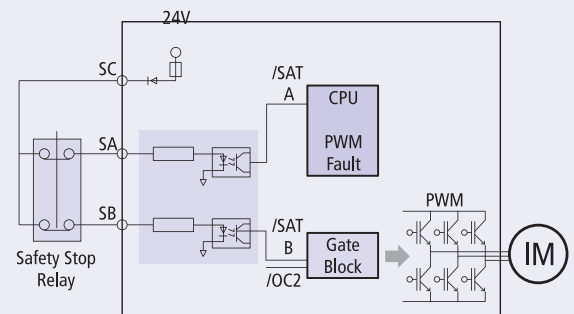 24V
SC
/SAT
A
CPU
PWM
Fault
SA
SB
/SAT
B
/OC2
Gate
Block
PWM
IM
Safety Stop
Relay